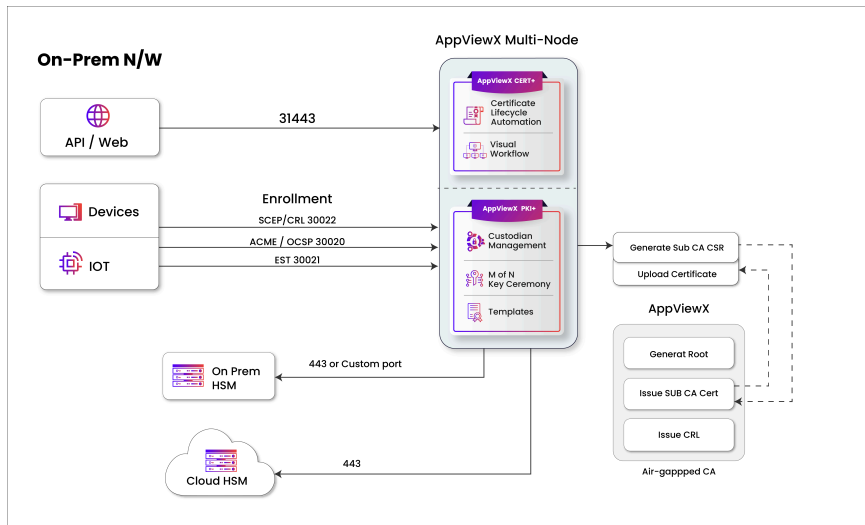 AppViewX Multi-Node
On-Prem N/W
AppViewX CERT+
Certificate
Lifecycle
Automation
Visual
Workflow
API / Web
31443
Devices
IOT
Enrollment
SCEP/CRL 30022
ACME / OCSP 30020
EST 30021
AppViewX PKI+
Custodian
Management
M of N
Key Ceremony
Templates
Generate Sub CA CSR
Upload Certificate
AppViewX
Generat Root
Issue SUB CA Cert
Issue CRL
Air-gappped CA
On Prem
HSM
443 or Custom port
Cloud HSM
443